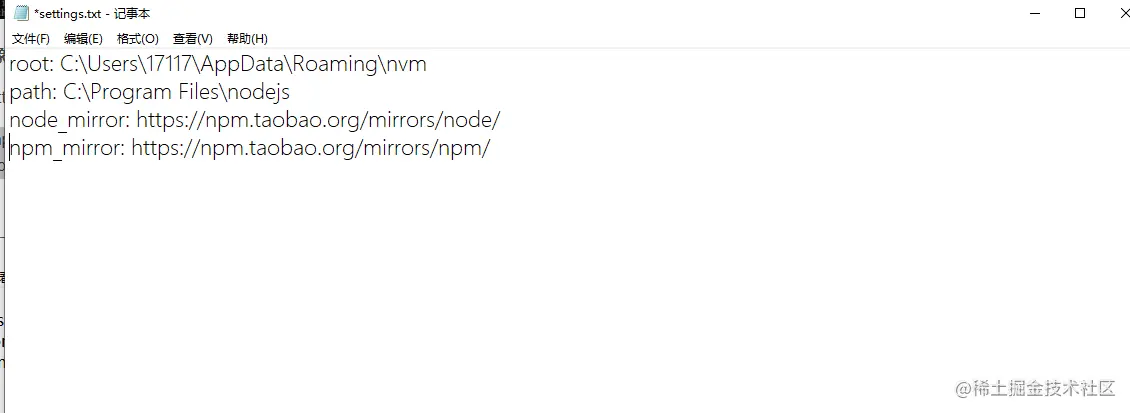 *settings.txt - 记事本
文件(F) 编辑(E) 格式(O) 查看(V) 帮助(H)
root: C:\Users\17117\AppData\Roaming\nvm
path: C:\Program Files\nodejs
node_mirror: https://npm.taobao.org/mirrors/node/
npm_mirror: https://npm.taobao.org/mirrors/npm/
@稀土掘金技术社区